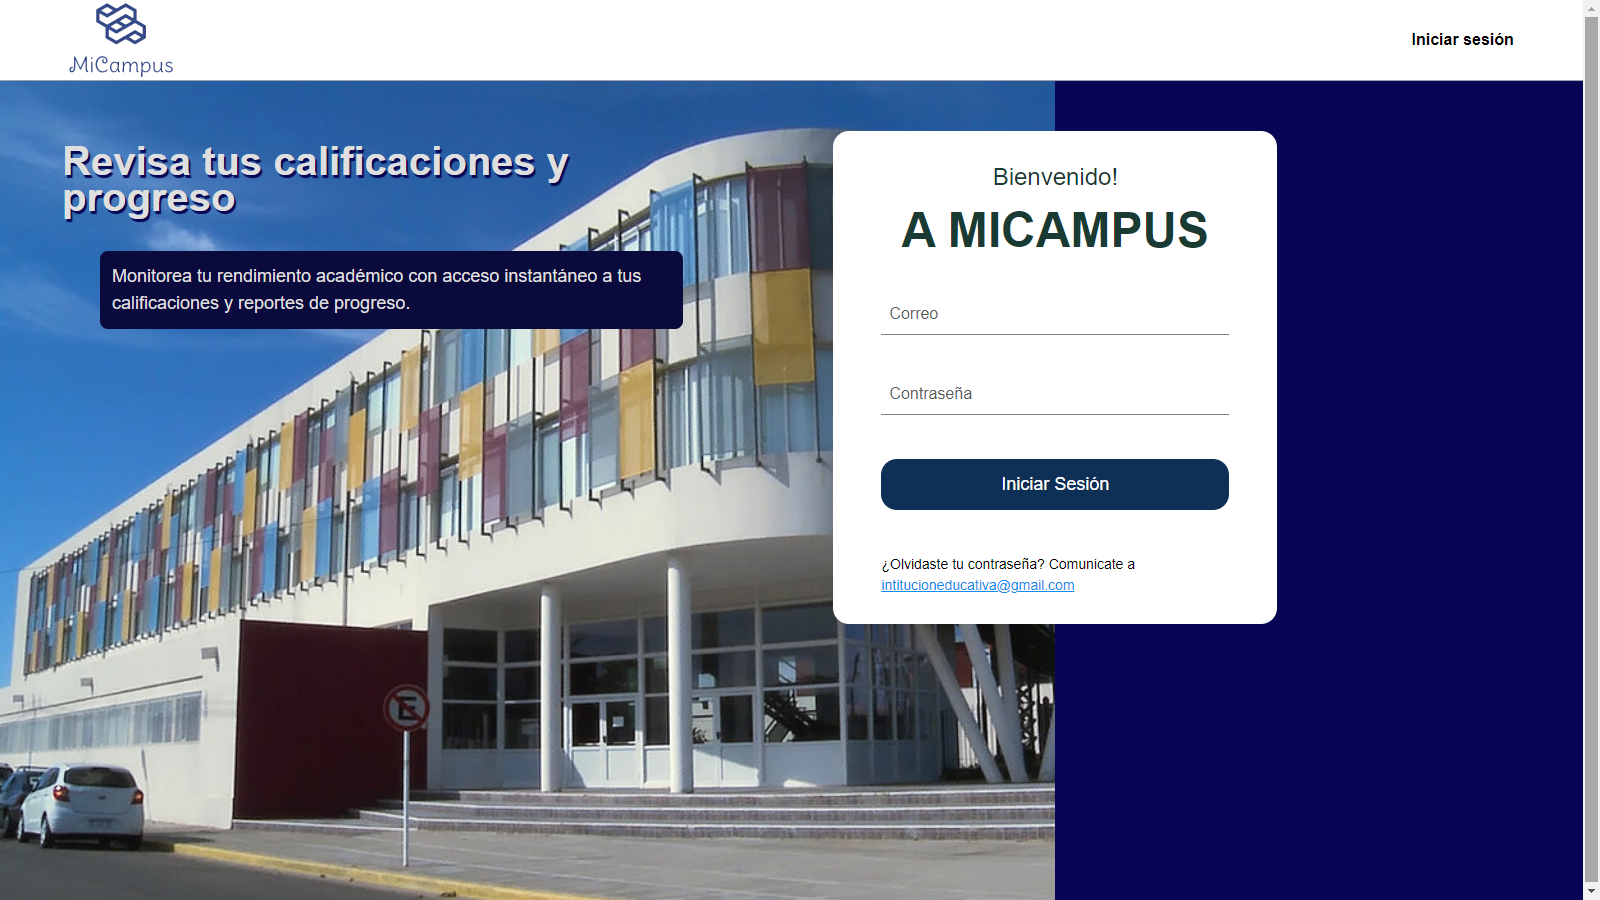 MiCampus
Iniciar sesión
Revisa tus calificaciones y
progreso
Monitorea tu rendimiento académico con acceso instantáneo a tus
calificaciones y reportes de progreso.
Bienvenido!
A MICAMPUS
Correo
Contraseña
Iniciar Sesión
¿Olvidaste tu contraseña? Comunicate a
intitucioneducativa@gmail.com
E